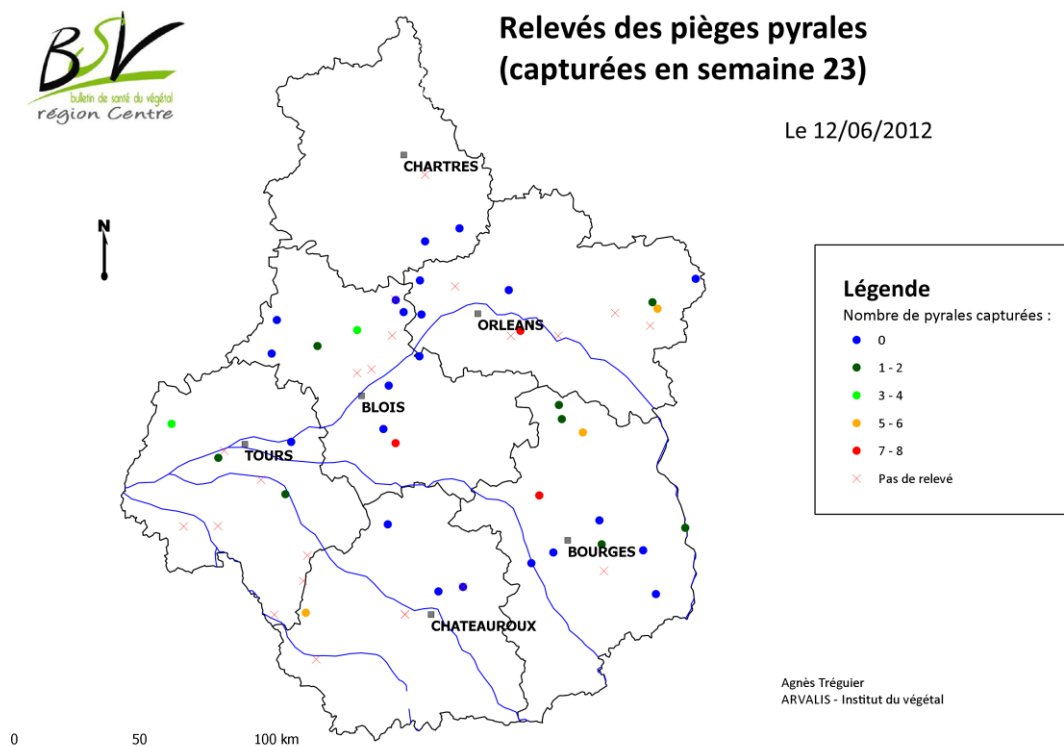 BSV
bulletin de santé du végétal
région Centre
Relevés des pièges pyrales
(capturées en semaine 23)
Le 12/06/2012
N
CHARTRES
ORLEANS
BLOIS
TOURS
BOURGES
CHATEAUROUX
Légende
Nombre de pyrales capturées :
0
1 - 2
3 - 4
5 - 6
7 - 8
Pas de relevé
Agnès Tréguier
ARVALIS - Institut du végétal
0 50 100 km